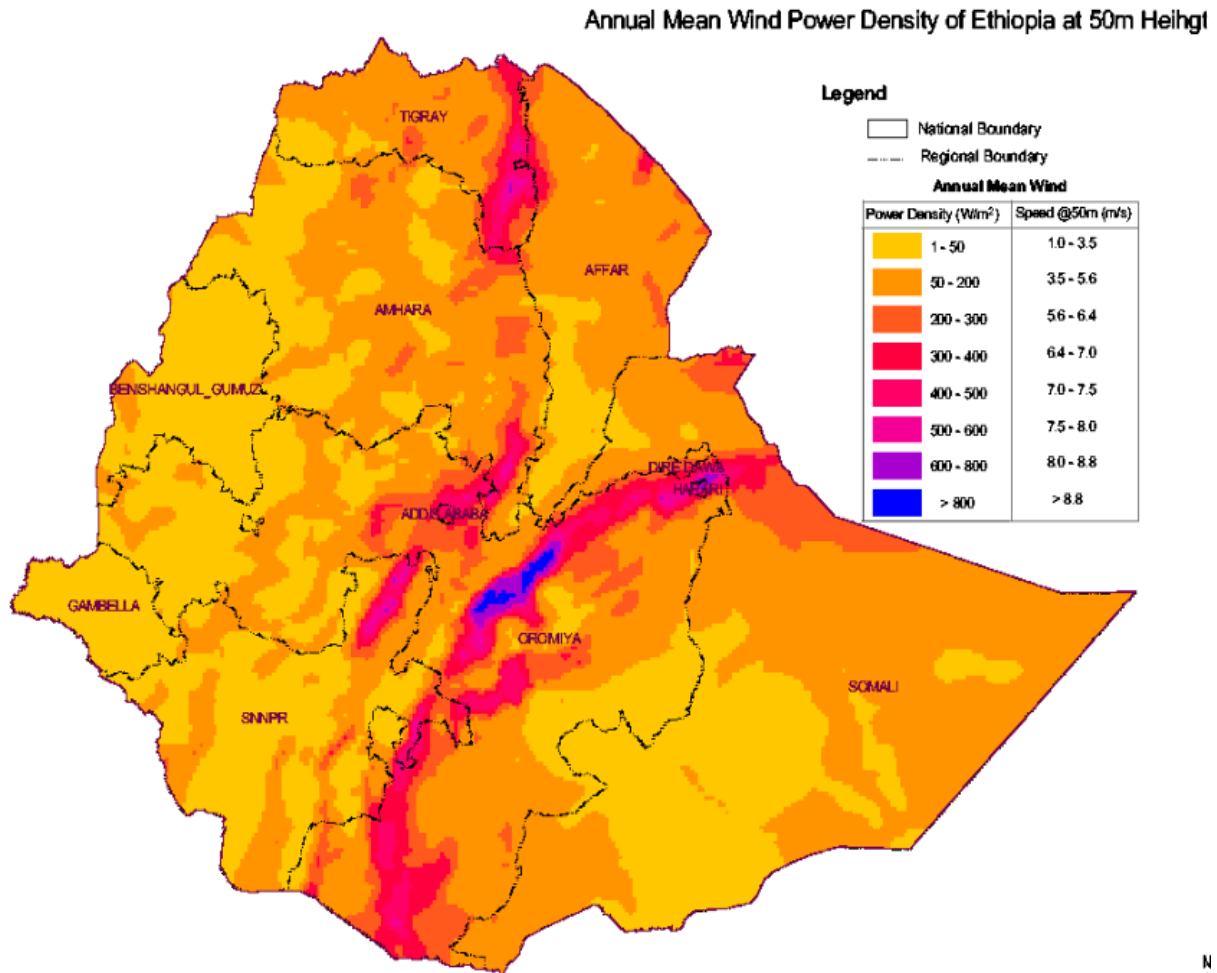 Annual Mean Wind Power Density of Ethiopia at 50m Heihgt
Legend
National Boundary
Regional Boundary
Annual Mean Wind
Power Density (W/m²) Speed @50m (m/s)
1 - 50 1.0 - 3.5
50 - 200 3.5 - 5.6
200 - 300 5.6 - 6.4
300 - 400 6.4 - 7.0
400 - 500 7.0 - 7.5
500 - 600 7.5 - 8.0
600 - 800 8.0 - 8.8
> 800 > 8.8
TIGRAY
AFFAR
AMHARA
BENSHANGUL_GUMUZ
DIRE DAWA
HARARI
ADDIS ABABA
GAMBELLA
OROMIYA
SOMALI
SNNPR